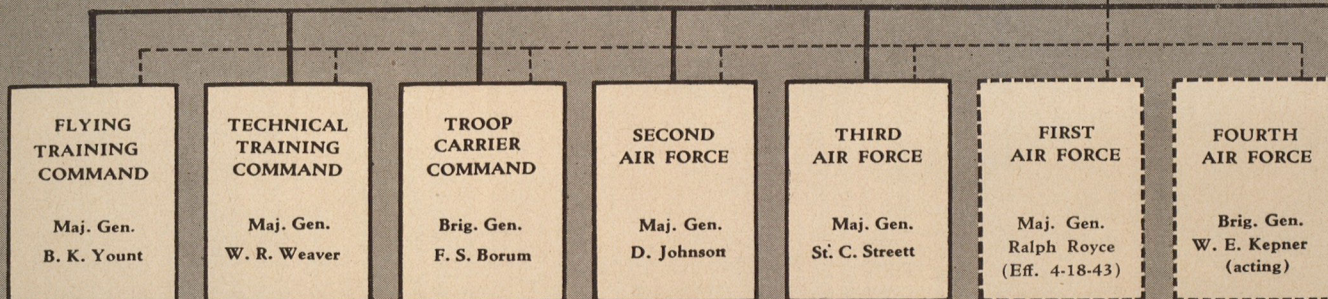 FLYING
TRAINING
COMMAND
Maj. Gen.
B. K. Yount
TECHNICAL
TRAINING
COMMAND
Maj. Gen.
W. R. Weaver
TROOP
CARRIER
COMMAND
Brig. Gen.
F. S. Borum
SECOND
AIR FORCE
Maj. Gen.
D. Johnson
THIRD
AIR FORCE
Maj. Gen.
St. C. Streett
FIRST
AIR FORCE
Maj. Gen.
Ralph Royce
(Eff. 4-18-43)
FOURTH
AIR FORCE
Brig. Gen.
W. E. Kepner
(acting)